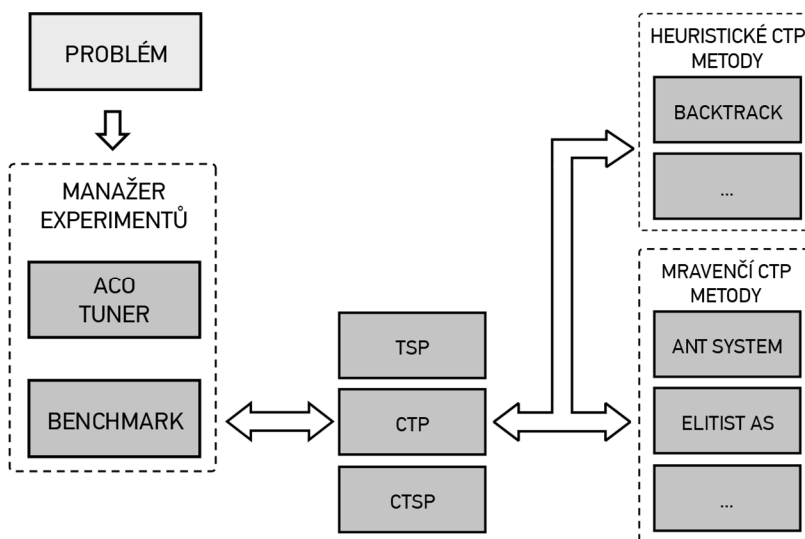 PROBLÉM
MANAŽER
EXPERIMENTŮ
ACO
TUNER
BENCHMARK
TSP
CTP
CTSP
HEURISTICKÉ CTP
METODY
BACKTRACK
...
MRAVENČÍ CTP
METODY
ANT SYSTEM
ELITIST AS
...